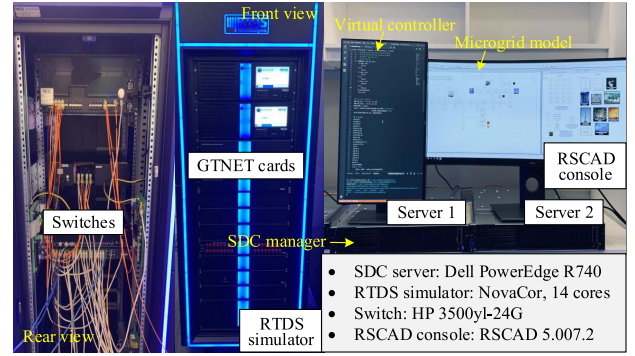 Front view
Virtual controller
Microgrid model
GTNET cards
RSCAD
console
Switches
Server 1
Server 2
SDC manager
Rear view
RTDS
simulator
• SDC server: Dell PowerEdge R740
• RTDS simulator: NovaCor, 14 cores
• Switch: HP 3500yl-24G
• RSCAD console: RSCAD 5.007.2